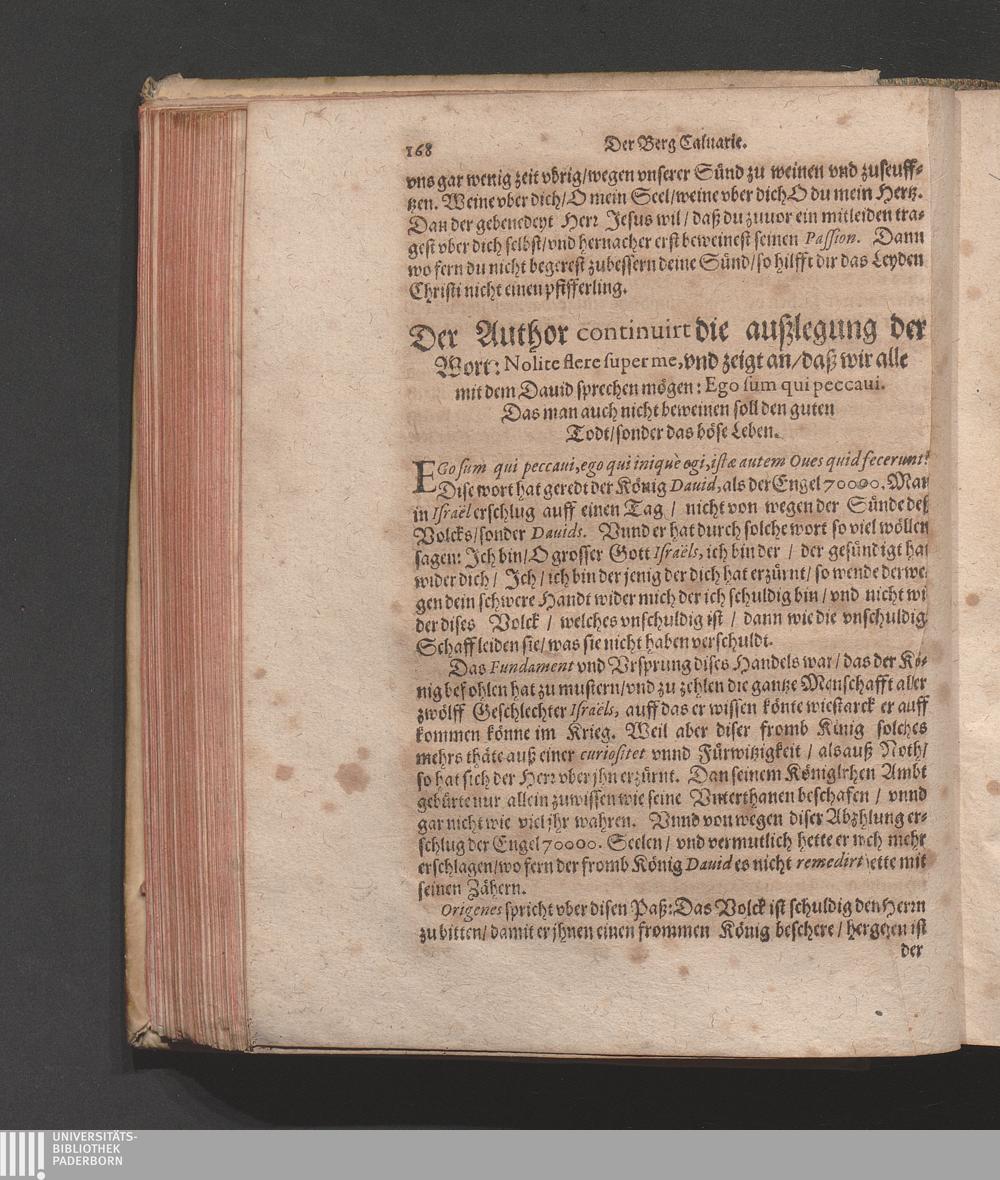 168 Der Berg Caluarie.
vns gar wenig zeit vbrig/wegen vnserer Sünd zu weinen vnd zuseuff-
tzen. Weine vber dich/O mein Seel/weine vber dich O du mein Hertz.
Dan der gebenedeyt Herr Jesus wil/ daß du zuuor ein mitleiden tra-
gest vber dich selbst/vnd hernacher erst beweinest seinen Passion. Dann
wo fern du nicht begerest zubessern deine Sünd/so hilfft dir das Leyden
Christi nicht einen pfifferling.
Der Author continuirt die außlegung der
Wort: Nolite flere super me, vnd zeigt an/daß wir alle
mit dem Dauid sprechen mögen: Ego sum qui peccaui.
Das man auch nicht beweinen soll den guten
Todt/sonder das böse Leben.
EGo sum qui peccaui, ego qui iniquè egi, istæ autem Oues quid fecerunt?
Dise wort hat geredt der König Dauid, als der Engel 70000. Man
in Israël erschlug auff einen Tag / nicht von wegen der Sünde deß
Volcks/sonder Dauids. Vnnd er hat durch solche wort so viel wöllen
sagen: Ich bin/O grosser Gott Israëls, ich bin der / der gesündigt hat
wider dich/ Ich/ ich bin der jenig der dich hat erzürnt/ so wende derwe
gen dein schwere Handt wider mich der ich schuldig bin/ vnd nicht wi
der dises Volck / welches vnschuldig ist / dann wie die vnschuldig
Schaff leiden sie/ was sie nicht haben verschuldt.
Das Fundament vnd Vrsprung dises Handels war/ das der Kö-
nig befohlen hat zu mustern/vnd zu zehlen die gantze Manschafft aller
zwölff Geschlechter Israëls, auff das er wissen könte wie starck er auff
kommen könne im Krieg. Weil aber diser fromb Künig solches
mehrs thäte auß einer curiositet vnnd Fürwitzigkeit / als auß Noth/
so hat sich der Herr vber jhn erzürnt. Dan seinem Königlrhen Ambt
gebürte nur allein zuwissen wie seine Vnterthanen beschafen / vnnd
gar nicht wie viel jhr wahren. Vnnd von wegen diser Abzhlung er-
schlug der Engel 70000. Seelen/ vnd vermutlich hette er nch mehr
erschlagen/wo fern der fromb König Dauid es nicht remedirt ette mit
seinen Zähern.
Origenes spricht vber disen Paß: Das Volck ist schuldig den Herrn
zu bitten/ damit er jhnen einen frommen König beschere / hergegen ist
der
UNIVERSITÄTS-
BIBLIOTHEK
PADERBORN